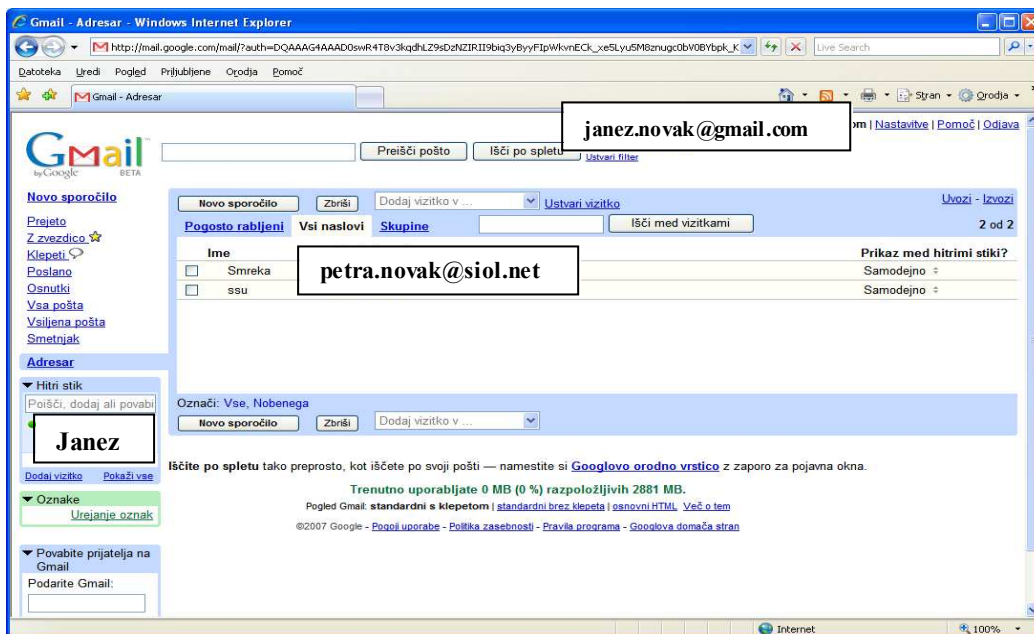 Gmail - Adresar - Windows Internet Explorer
Live Search
Datoteka Uredi Pogled Priljubljene Orodja Pomoč
Gmail - Adresar
Stran Orodja
janez.novak@gmail.com
om | Nastavitve | Pomoč | Odjava
Gmail
by Google BETA
Preišči pošto Išči po spletu
Ustvari filter
Novo sporočilo
Prejeto
Z zvezdico
Klepeti
Poslano
Osnutki
Vsa pošta
Vsiljena pošta
Smetnjak
Adresar
Novo sporočilo Zbriši Dodaj vizitko v ... Ustvari vizitko Uvozi - Izvozi
Pogosto rabljeni Vsi naslovi Skupine Išči med vizitkami 2 od 2
Ime Prikaz med hitrimi stiki?
Smreka petra.novak@siol.net Samodejno
ssu Samodejno
Označi: Vse, Nobenega
Novo sporočilo Zbriši Dodaj vizitko v ...
Hitri stik
Poišči, dodaj ali povabi
Janez
Dodaj vizitko Pokaži vse
Oznake
Urejanje oznak
Povabite prijatelja na
Gmail
Podarite Gmail:
Iščite po spletu tako preprosto, kot iščete po svoji pošti — namestite si Googlovo orodno vrstico z zaporo za pojavna okna.
Trenutno uporabljate 0 MB (0 %) razpoložljivih 2881 MB.
Pogled Gmail: standardni s klepetom | standardni brez klepeta | osnovni HTML Več o tem
©2007 Google - Pogoji uporabe - Politika zasebnosti - Pravila programa - Googlova domača stran
Internet 100%